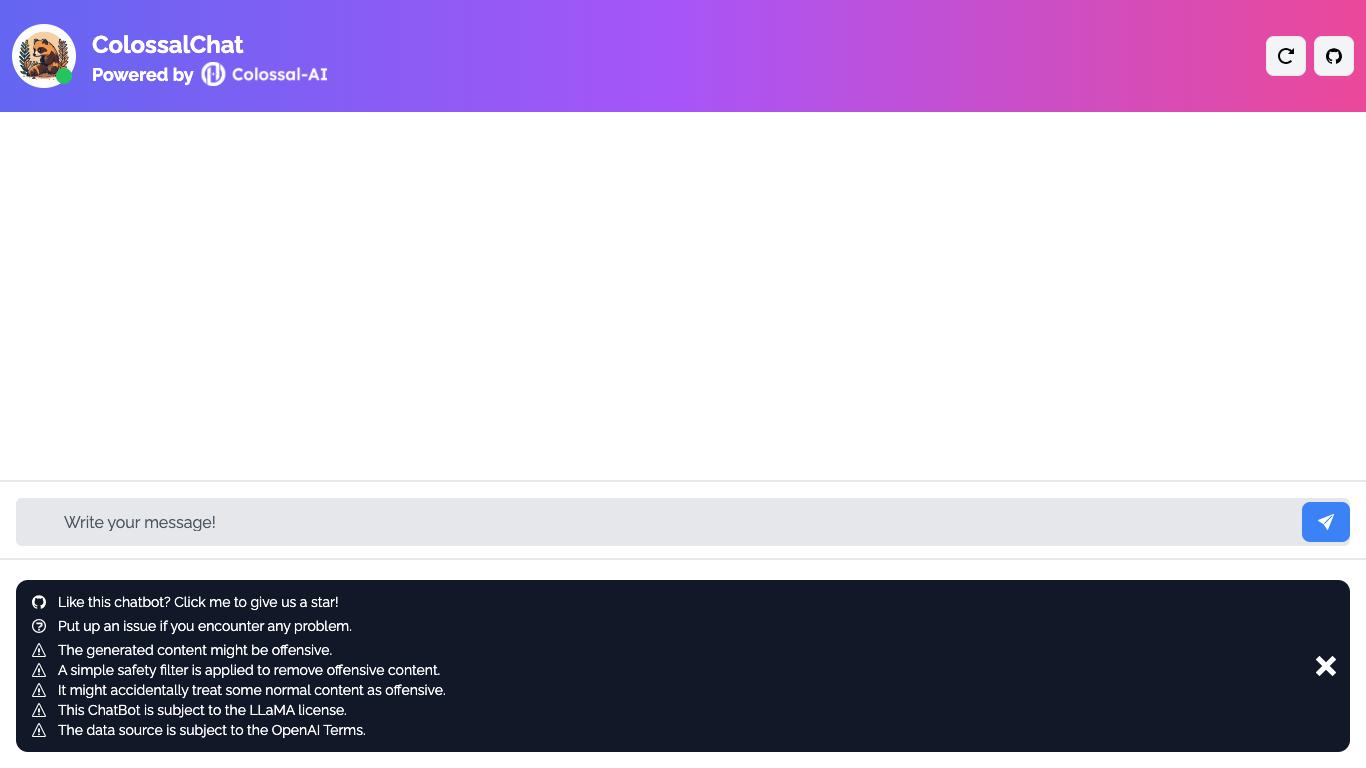 ColossalChat
Powered by Colossal-AI
Write your message!
Like this chatbot? Click me to give us a star!
Put up an issue if you encounter any problem.
The generated content might be offensive.
A simple safety filter is applied to remove offensive content.
It might accidentally treat some normal content as offensive.
This ChatBot is subject to the LLaMA license.
The data source is subject to the OpenAI Terms.